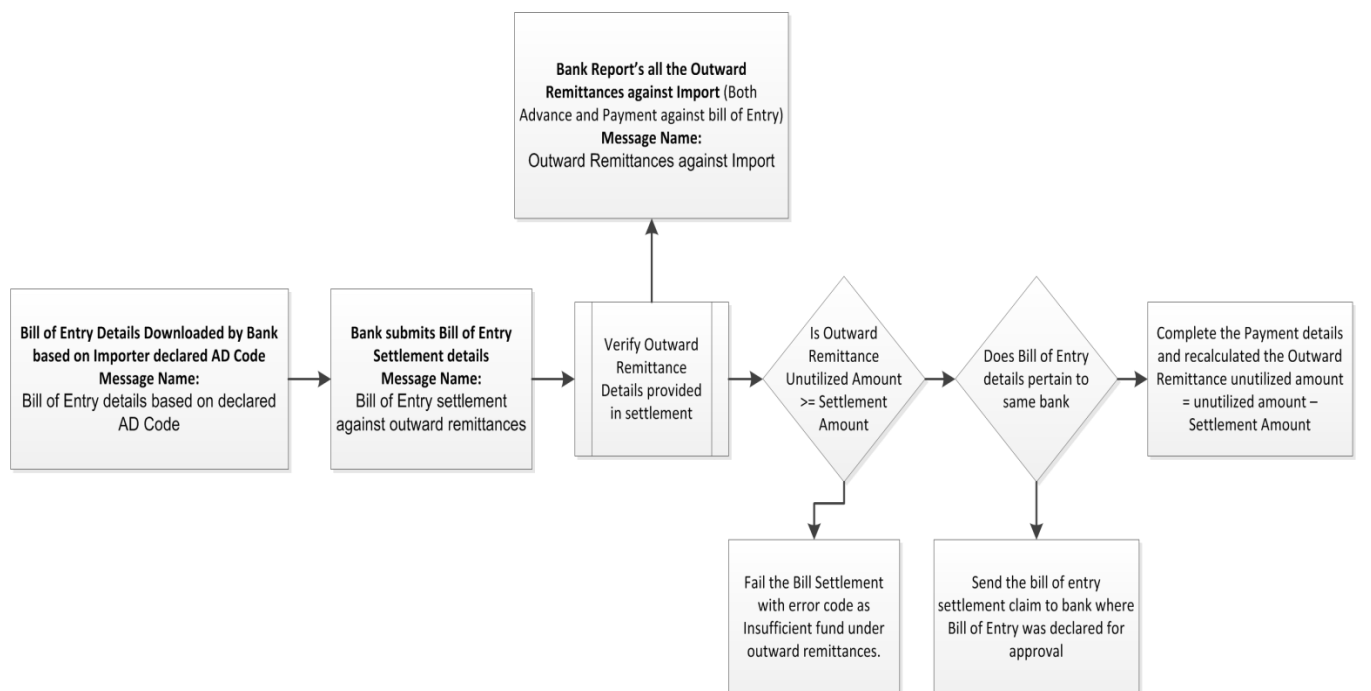 Bank Report's all the Outward
Remittances against Import (Both
Advance and Payment against bill of Entry)
Message Name:
Outward Remittances against Import
Bill of Entry Details Downloaded by Bank
based on Importer declared AD Code
Message Name:
Bill of Entry details based on declared
AD Code
Bank submits Bill of Entry
Settlement details
Message Name:
Bill of Entry settlement
against outward remittances
Verify Outward
Remittance
Details provided
in settlement
Is Outward
Remittance
Unutilized Amount
>= Settlement
Amount
Does Bill of Entry
details pertain to
same bank
Complete the Payment details
and recalculated the Outward
Remittance unutilized amount
= unutilized amount –
Settlement Amount
Fail the Bill Settlement
with error code as
Insufficient fund under
outward remittances.
Send the bill of entry
settlement claim to bank where
Bill of Entry was declared for
approval